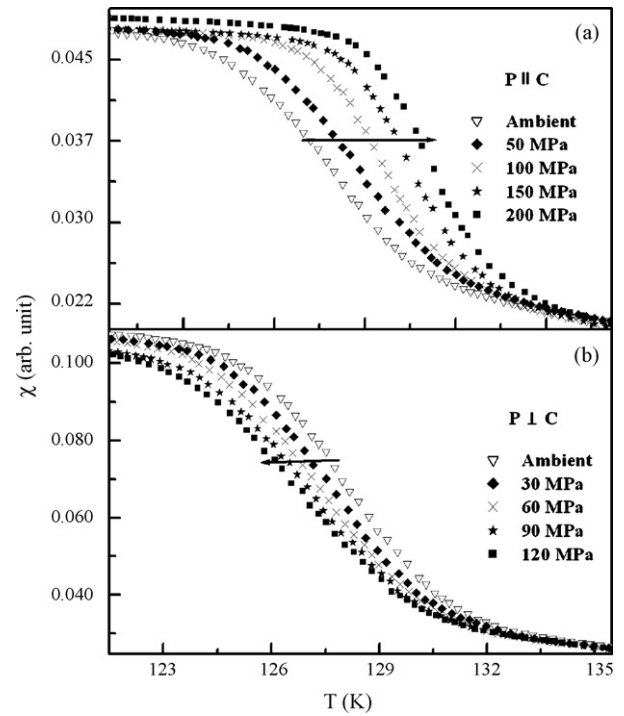 (a)
P ∥ C
Ambient
50 MPa
100 MPa
150 MPa
200 MPa
0.045
0.037
0.030
0.022
χ (arb. unit)
(b)
P ⊥ C
Ambient
30 MPa
60 MPa
90 MPa
120 MPa
0.100
0.080
0.060
0.040
123 126 129 132 135
T (K)